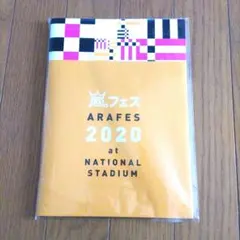 嵐フェス
ARAFES
2020
at
NATIONAL
STADIUM